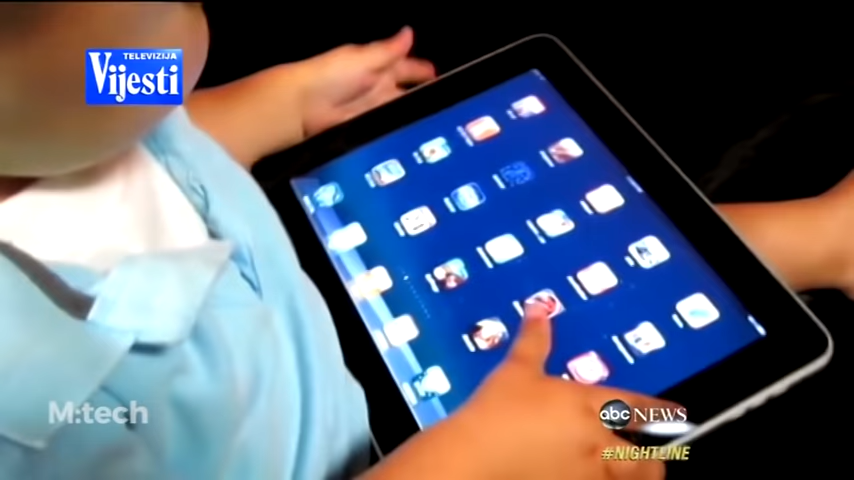 TELEVIZIJA
Vijesti
M:tech
abc NEWS
#NIGHTLINE